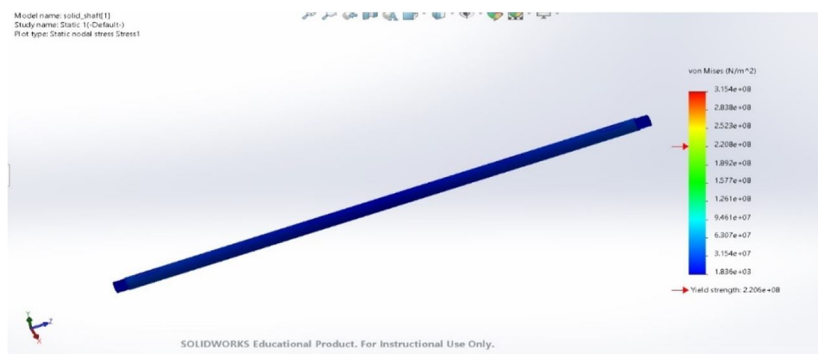 Model name: solid_shaft[1]
Study name: Static 1(-Default-)
Plot type: Static nodal stress Stress1
von Mises (N/m^2)
3.154e+08
2.838e+08
2.523e+08
2.208e+08
1.892e+08
1.577e+08
1.261e+08
9.461e+07
6.307e+07
3.154e+07
1.836e+03
Yield strength: 2.206e+08
Y
Z
X
SOLIDWORKS Educational Product. For Instructional Use Only.